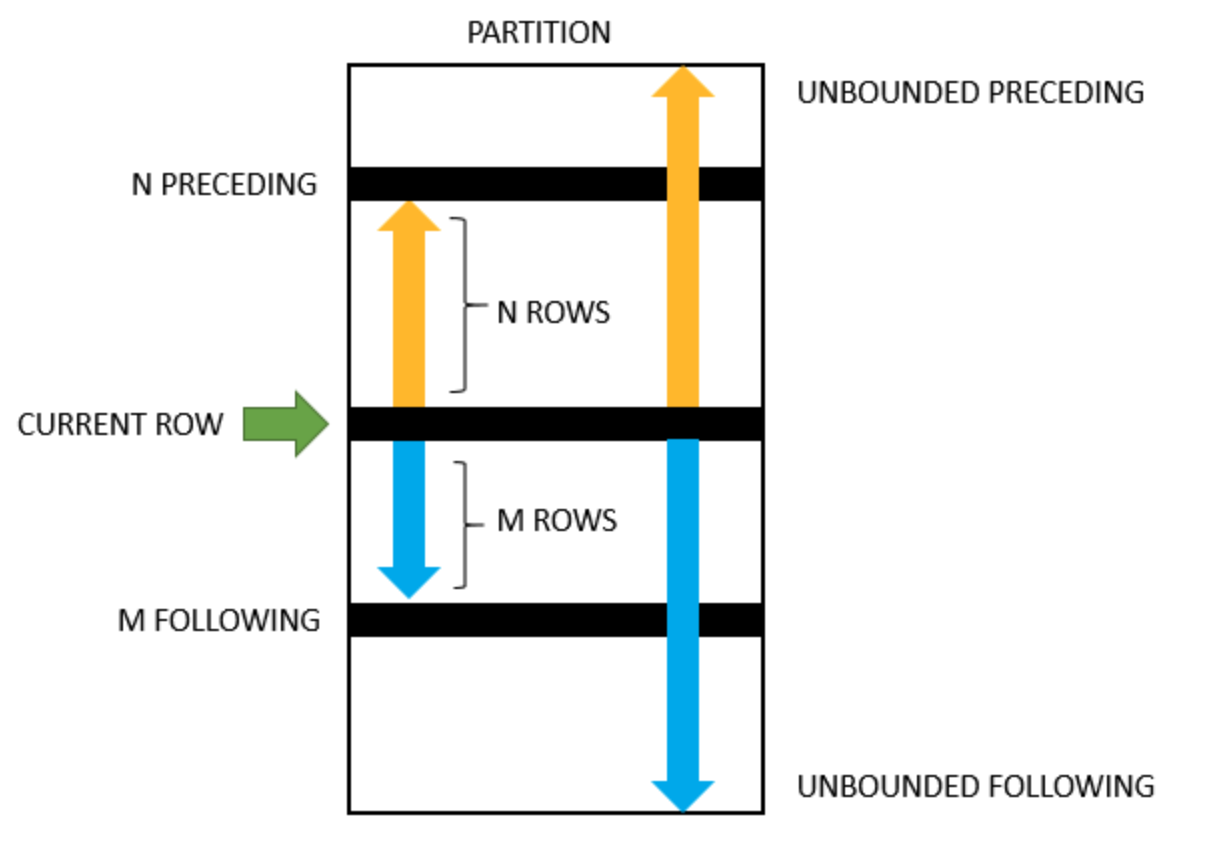 PARTITION
UNBOUNDED PRECEDING
N PRECEDING
N ROWS
CURRENT ROW
M ROWS
M FOLLOWING
UNBOUNDED FOLLOWING